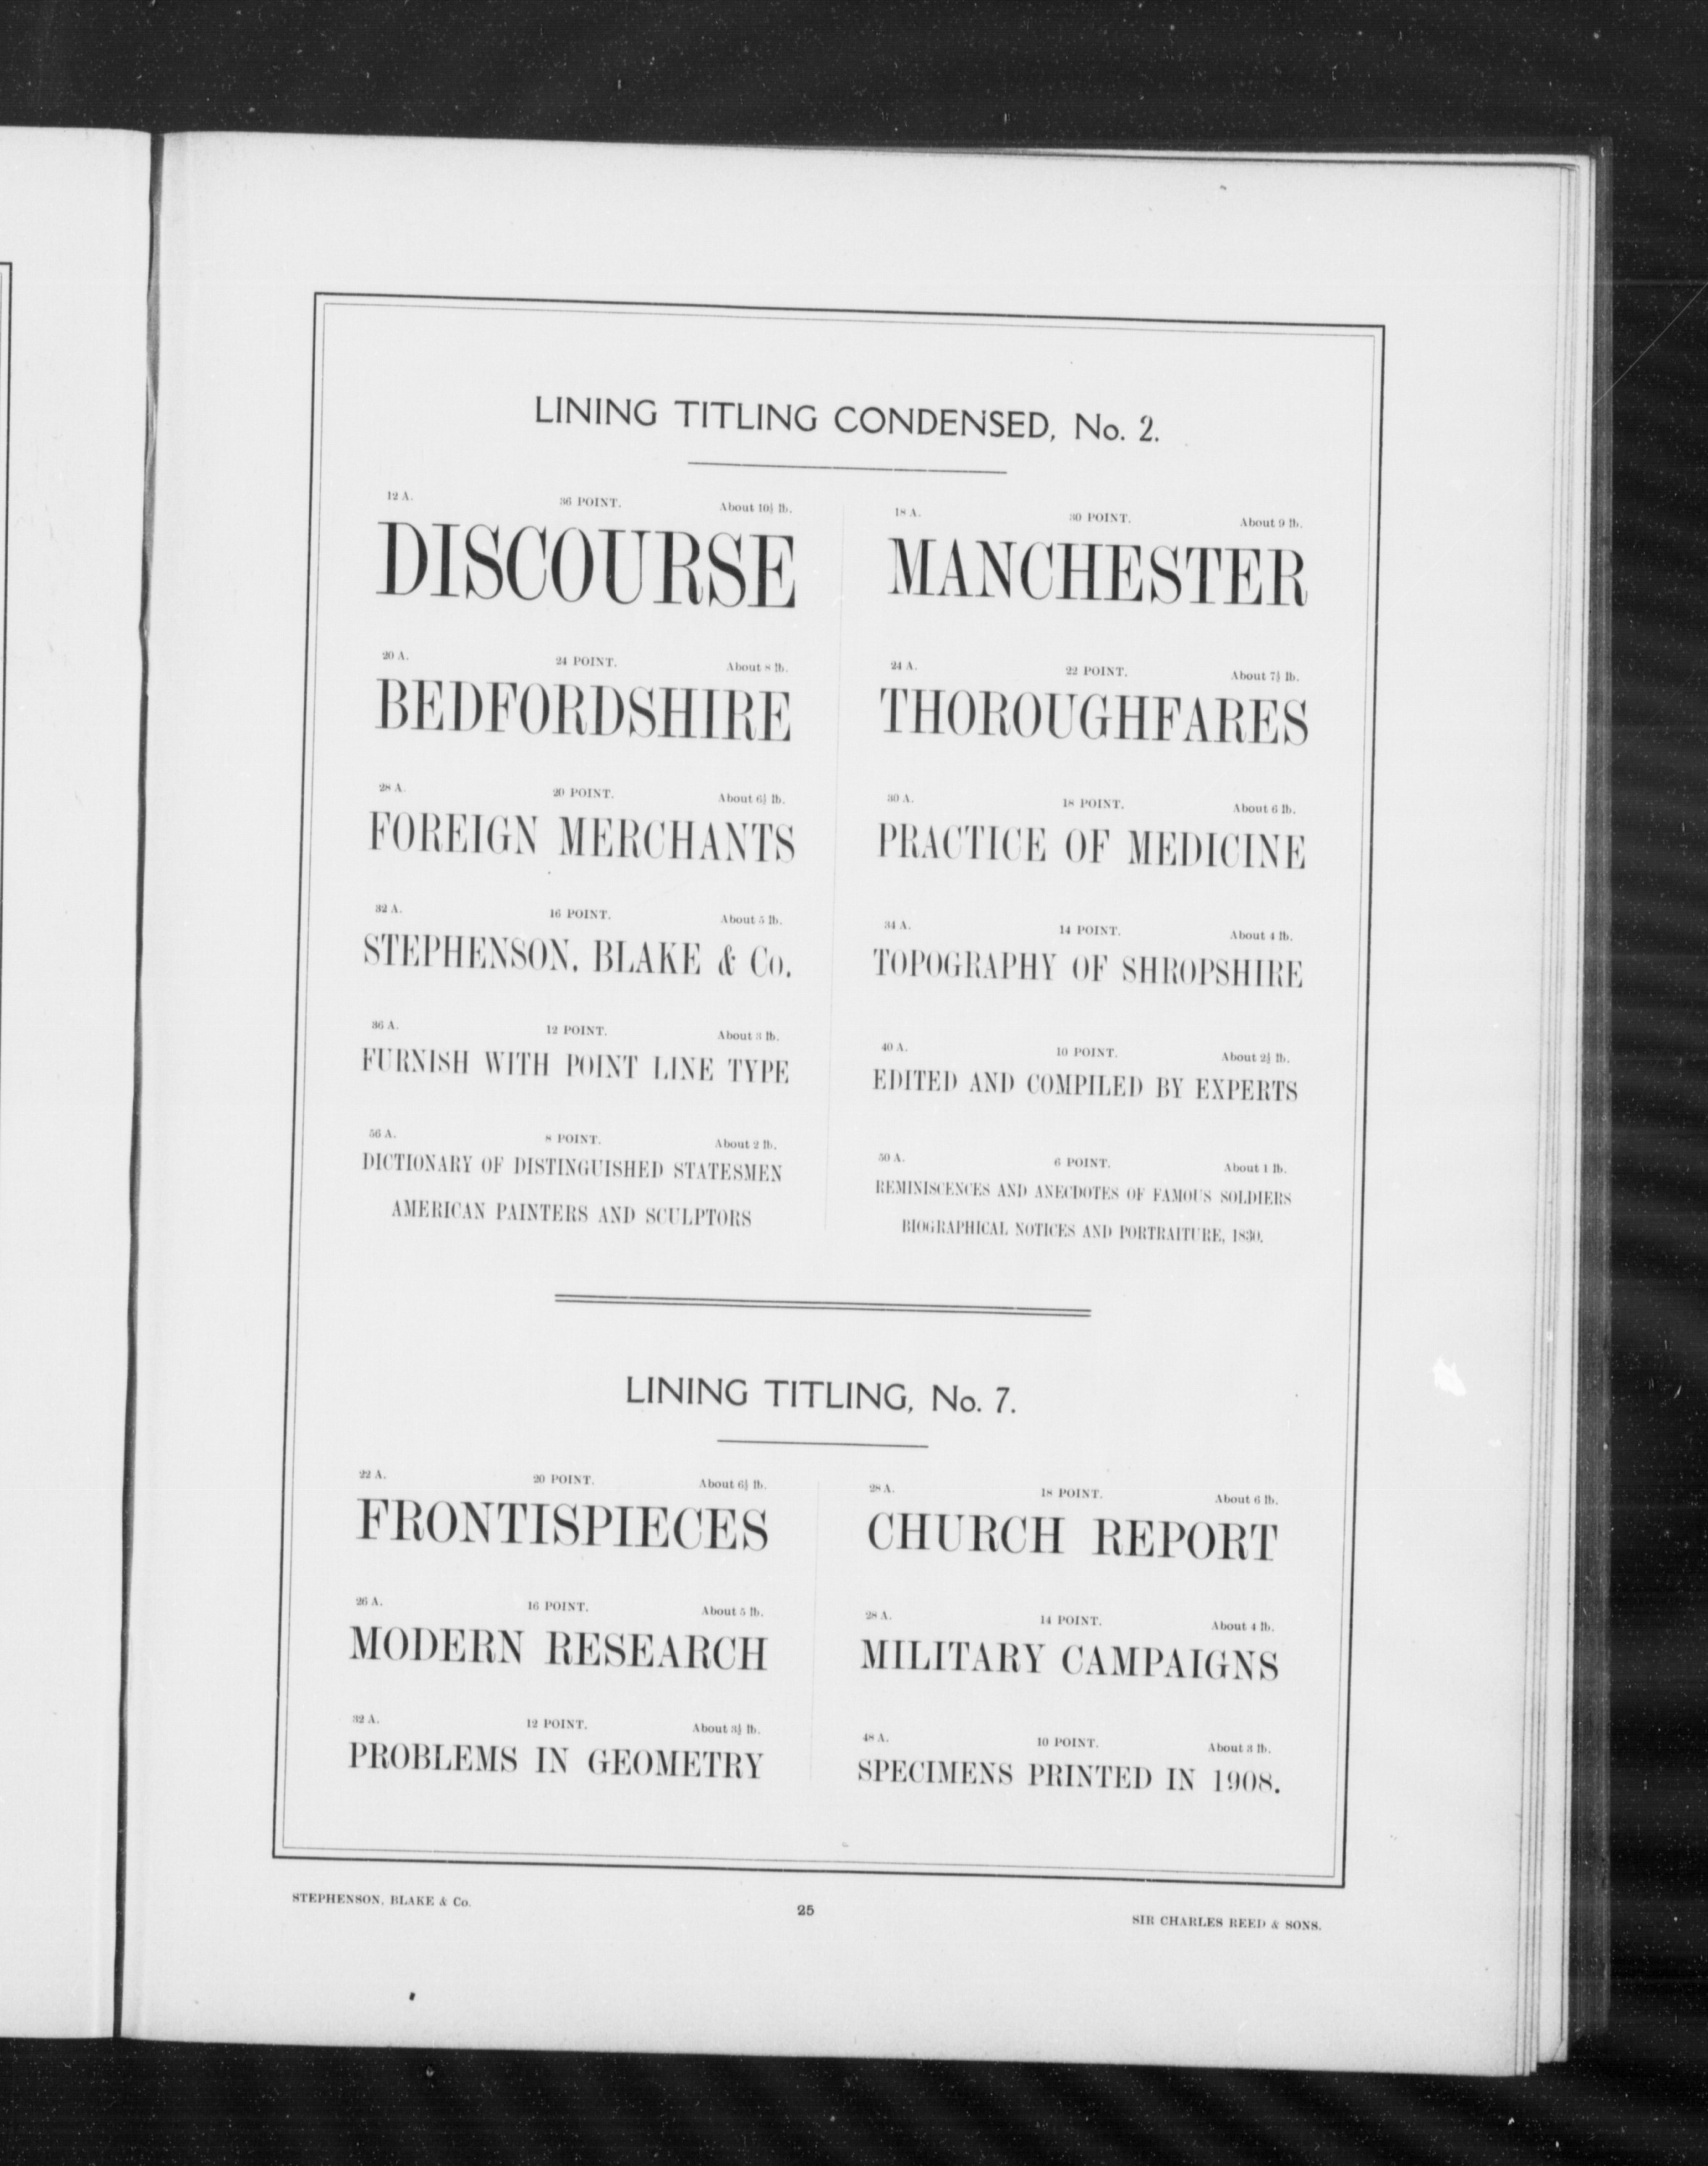 LINING TITLING CONDENSED, No. 2.
12 A. 36 POINT. About 10½ lb.
DISCOURSE
20 A. 24 POINT. About 8 lb.
BEDFORDSHIRE
28 A. 20 POINT. About 6½ lb.
FOREIGN MERCHANTS
32 A. 16 POINT. About 5 lb.
STEPHENSON, BLAKE & Co.
36 A. 12 POINT. About 3 lb.
FURNISH WITH POINT LINE TYPE
56 A. 8 POINT. About 2 lb.
DICTIONARY OF DISTINGUISHED STATESMEN
AMERICAN PAINTERS AND SCULPTORS
18 A. 30 POINT. About 9 lb.
MANCHESTER
24 A. 22 POINT. About 7½ lb.
THOROUGHFARES
30 A. 18 POINT. About 6 lb.
PRACTICE OF MEDICINE
34 A. 14 POINT. About 4 lb.
TOPOGRAPHY OF SHROPSHIRE
40 A. 10 POINT. About 2½ lb.
EDITED AND COMPILED BY EXPERTS
50 A. 6 POINT. About 1 lb.
REMINISCENCES AND ANECDOTES OF FAMOUS SOLDIERS
BIOGRAPHICAL NOTICES AND PORTRAITURE, 1830.
LINING TITLING, No. 7.
22 A. 20 POINT. About 6½ lb.
FRONTISPIECES
26 A. 16 POINT. About 5 lb.
MODERN RESEARCH
32 A. 12 POINT. About 3½ lb.
PROBLEMS IN GEOMETRY
28 A. 18 POINT. About 6 lb.
CHURCH REPORT
28 A. 14 POINT. About 4 lb.
MILITARY CAMPAIGNS
48 A. 10 POINT. About 3 lb.
SPECIMENS PRINTED IN 1908.
STEPHENSON, BLAKE & Co.
25
SIR CHARLES REED & SONS.